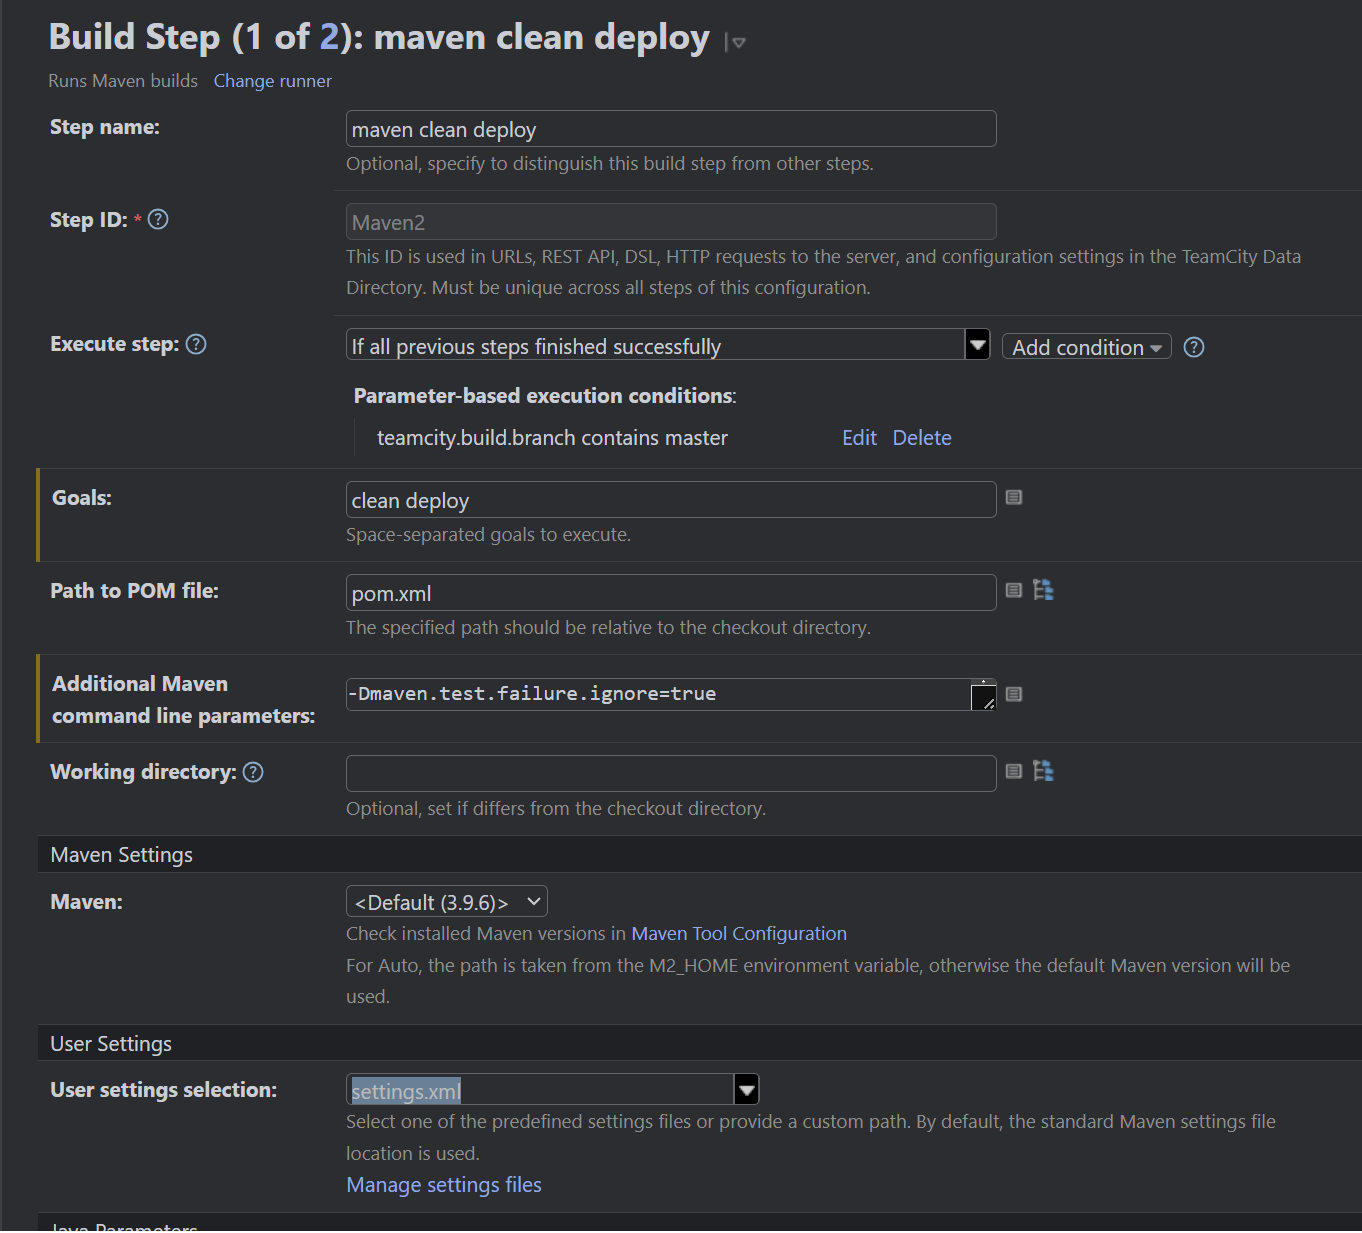 Build Step (1 of 2): maven clean deploy
Runs Maven builds Change runner
Step name:
maven clean deploy
Optional, specify to distinguish this build step from other steps.
Step ID: *
Maven2
This ID is used in URLs, REST API, DSL, HTTP requests to the server, and configuration settings in the TeamCity Data
Directory. Must be unique across all steps of this configuration.
Execute step:
If all previous steps finished successfully
Add condition
Parameter-based execution conditions:
teamcity.build.branch contains master
Edit Delete
Goals:
clean deploy
Space-separated goals to execute.
Path to POM file:
pom.xml
The specified path should be relative to the checkout directory.
Additional Maven
command line parameters:
-Dmaven.test.failure.ignore=true
Working directory:
Optional, set if differs from the checkout directory.
Maven Settings
Maven:
<Default (3.9.6)>
Check installed Maven versions in Maven Tool Configuration
For Auto, the path is taken from the M2_HOME environment variable, otherwise the default Maven version will be
used.
User Settings
User settings selection:
settings.xml
Select one of the predefined settings files or provide a custom path. By default, the standard Maven settings file
location is used.
Manage settings files
Java Parameters